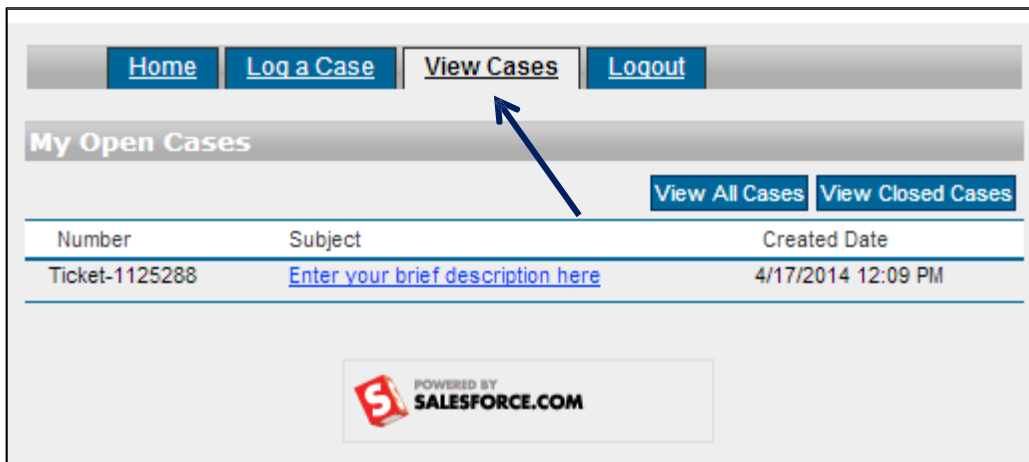 Home Log a Case View Cases Logout
My Open Cases
View All Cases View Closed Cases
Number Subject Created Date
Ticket-1125288 Enter your brief description here 4/17/2014 12:09 PM
POWERED BY
SALESFORCE.COM